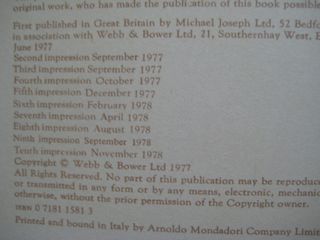 original work, who has made the publication of this book possible
First published in Great Britain by Michael Joseph Ltd, 52 Bedfo
in association with Webb & Bower Ltd, 21, Southernhay West, E
June 1977
Second impression September 1977
Third impression September 1977
Fourth impression October 1977
Fifth impression December 1977
Sixth impression February 1978
Seventh impression April 1978
Eighth impression August 1978
Ninth impression September 1978
Tenth impression November 1978
Copyright © Webb & Bower Ltd 1977
All Rights Reserved. No part of this publication may be reproduce
or transmitted in any form or by any means, electronic, mechanic
otherwise, without the prior permission of the Copyright owner.
ISBN 0 7181 1581 3
Printed and bound in Italy by Arnoldo Mondadori Company Limit